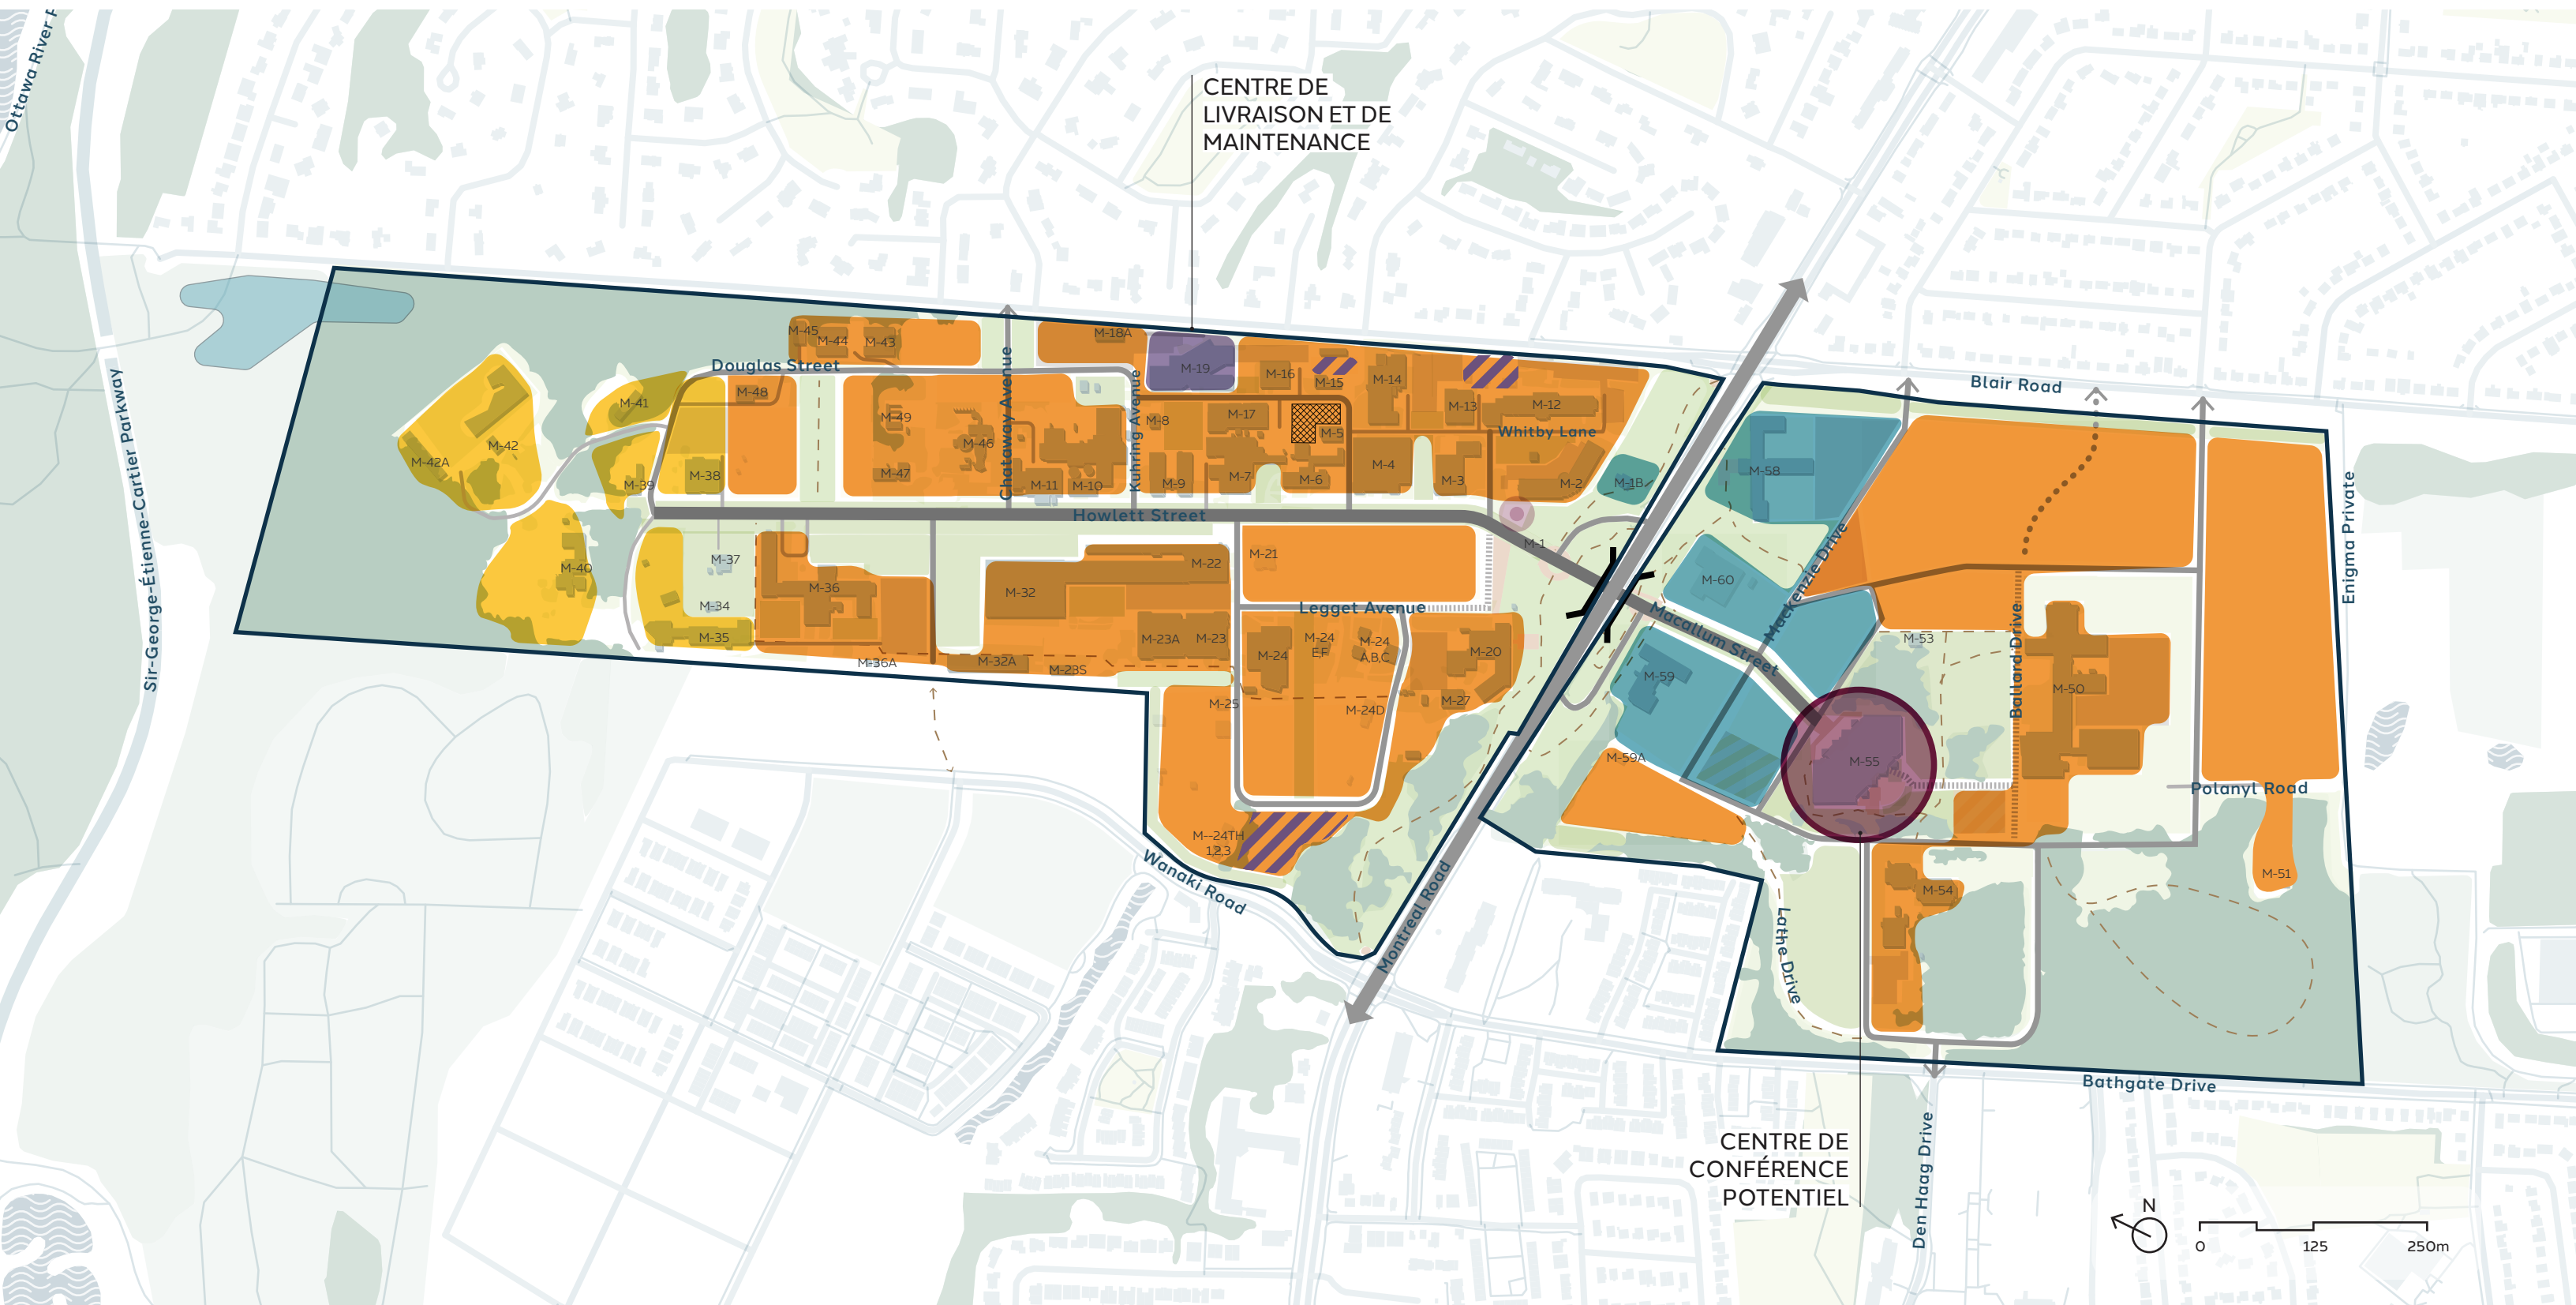 Ottawa River P
CENTRE DE
LIVRAISON ET DE
MAINTENANCE
Sir-George-Étienne-Cartier Parkway
Douglas Street
Chataway Avenue
Kuhring Avenue
Howlett Street
Whitby Lane
Legget Avenue
Blair Road
Enigma Private
Mackenzie Drive
Macallum Street
Ballard Drive
Polanyl Road
Montreal Road
Wanaki Road
Lathe Drive
Bathgate Drive
Den Haag Drive
M-45
M-44
M-43
M-18A
M-19
M-16
M-15
M-14
M-13
M-12
M-48
M-41
M-42
M-42A
M-39
M-38
M-49
M-46
M-47
M-11
M-10
M-8
M-9
M-17
M-7
M-5
M-6
M-4
M-3
M-2
M-1B
M-1
M-58
M-60
M-40
M-37
M-34
M-35
M-36
M-36A
M-32
M-32A
M-22
M-23A
M-23
M-23S
M-21
M-24
M-24
E,F
M-24
A,B,C
M-20
M-27
M-25
M-24D
M--24TH
1,2,3
M-59
M-59A
M-53
M-50
M-55
M-54
M-51
CENTRE DE
CONFÉRENCE
POTENTIEL
N
0 125 250m